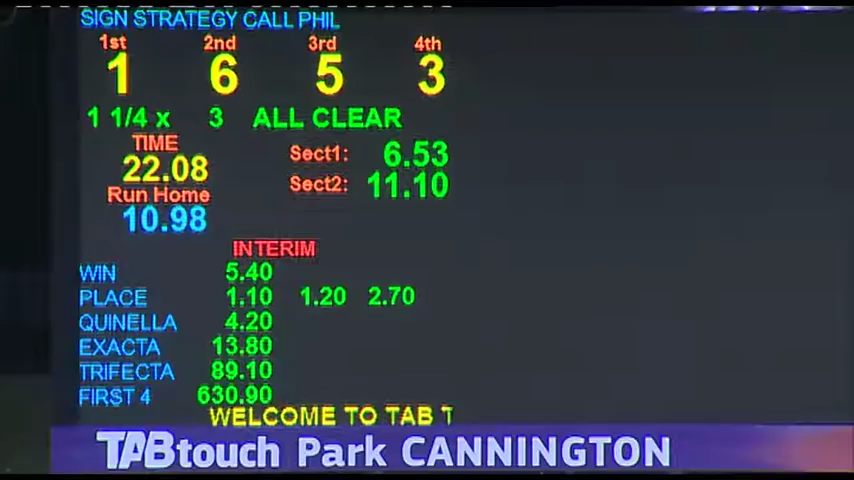 SIGN STRATEGY CALL PHIL
1st 2nd 3rd 4th
1 6 5 3
1 1/4 x 3 ALL CLEAR
TIME
22.08
Run Home
10.98
Sect1: 6.53
Sect2: 11.10
INTERIM
WIN 5.40
PLACE 1.10 1.20 2.70
QUINELLA 4.20
EXACTA 13.80
TRIFECTA 89.10
FIRST 4 630.90
WELCOME TO TAB T
TABtouch Park CANNINGTON